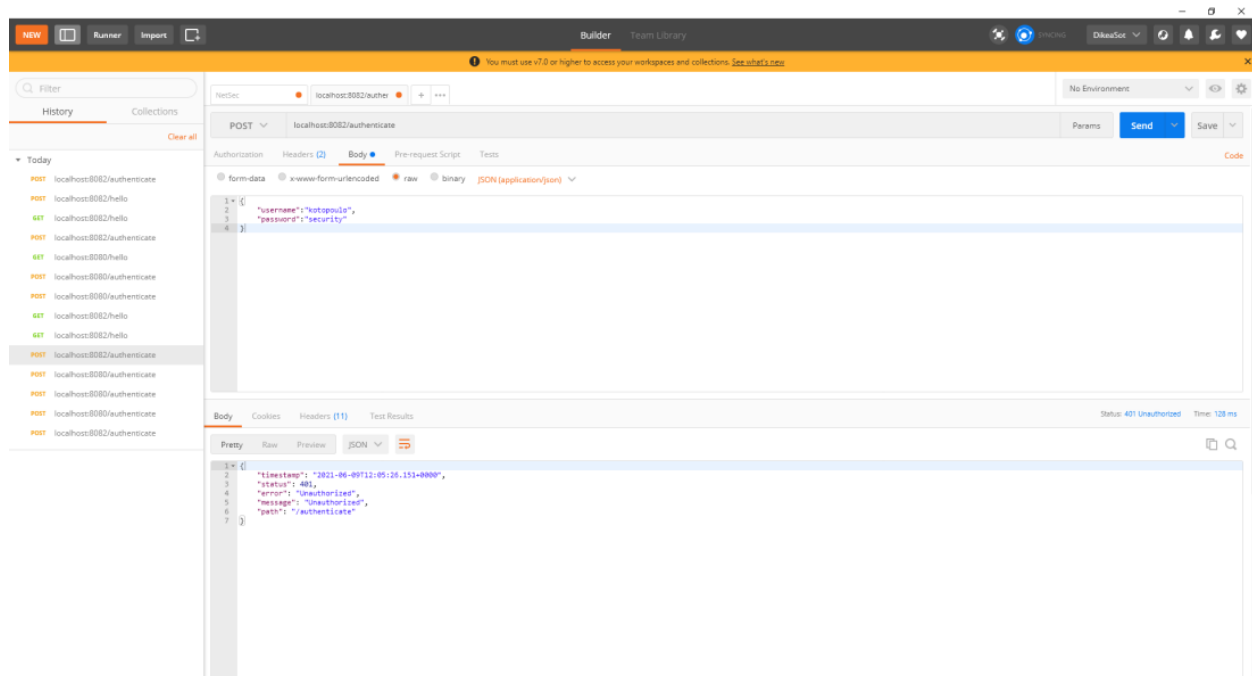 NEW Runner Import Builder Team Library SYNCING DikeaSot
You must use v7.0 or higher to access your workspaces and collections. See what's new
Filter
History Collections
Clear all
Today
POST localhost:8082/authenticate
POST localhost:8082/hello
GET localhost:8082/hello
POST localhost:8082/authenticate
GET localhost:8080/hello
POST localhost:8080/authenticate
POST localhost:8080/authenticate
GET localhost:8082/hello
GET localhost:8082/hello
POST localhost:8082/authenticate
POST localhost:8080/authenticate
POST localhost:8080/authenticate
POST localhost:8080/authenticate
POST localhost:8082/authenticate
NetSec localhost:8082/auther + ••• No Environment
POST localhost:8082/authenticate Params Send Save
Authorization Headers (2) Body Pre-request Script Tests Code
form-data x-www-form-urlencoded raw binary JSON (application/json)
1 {
2 "username":"kotopoulo",
3 "password":"security"
4 }
Body Cookies Headers (11) Test Results Status: 401 Unauthorized Time: 128 ms
Pretty Raw Preview JSON
1 {
2 "timestamp": "2021-06-09T12:05:26.151+0000",
3 "status": 401,
4 "error": "Unauthorized",
5 "message": "Unauthorized",
6 "path": "/authenticate"
7 }